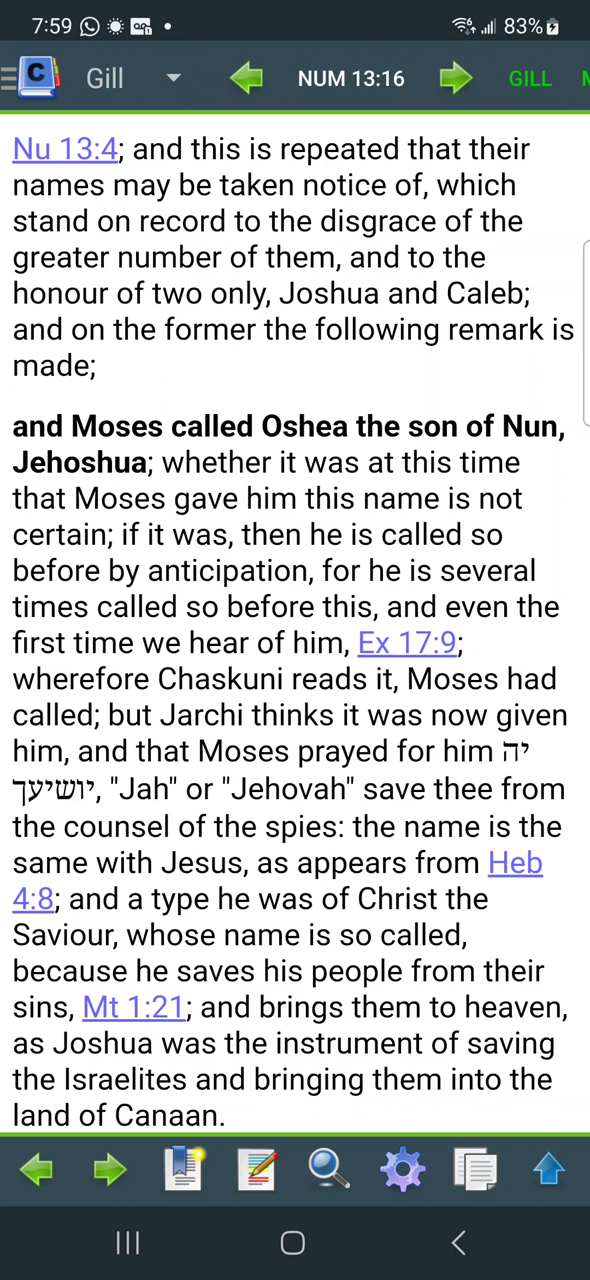 7:59 83%
Gill NUM 13:16 GILL
Nu 13:4; and this is repeated that their
names may be taken notice of, which
stand on record to the disgrace of the
greater number of them, and to the
honour of two only, Joshua and Caleb;
and on the former the following remark is
made;
and Moses called Oshea the son of Nun,
Jehoshua; whether it was at this time
that Moses gave him this name is not
certain; if it was, then he is called so
before by anticipation, for he is several
times called so before this, and even the
first time we hear of him, Ex 17:9;
wherefore Chaskuni reads it, Moses had
called; but Jarchi thinks it was now given
him, and that Moses prayed for him יה
יושיעך, "Jah" or "Jehovah" save thee from
the counsel of the spies: the name is the
same with Jesus, as appears from Heb
4:8; and a type he was of Christ the
Saviour, whose name is so called,
because he saves his people from their
sins, Mt 1:21; and brings them to heaven,
as Joshua was the instrument of saving
the Israelites and bringing them into the
land of Canaan.